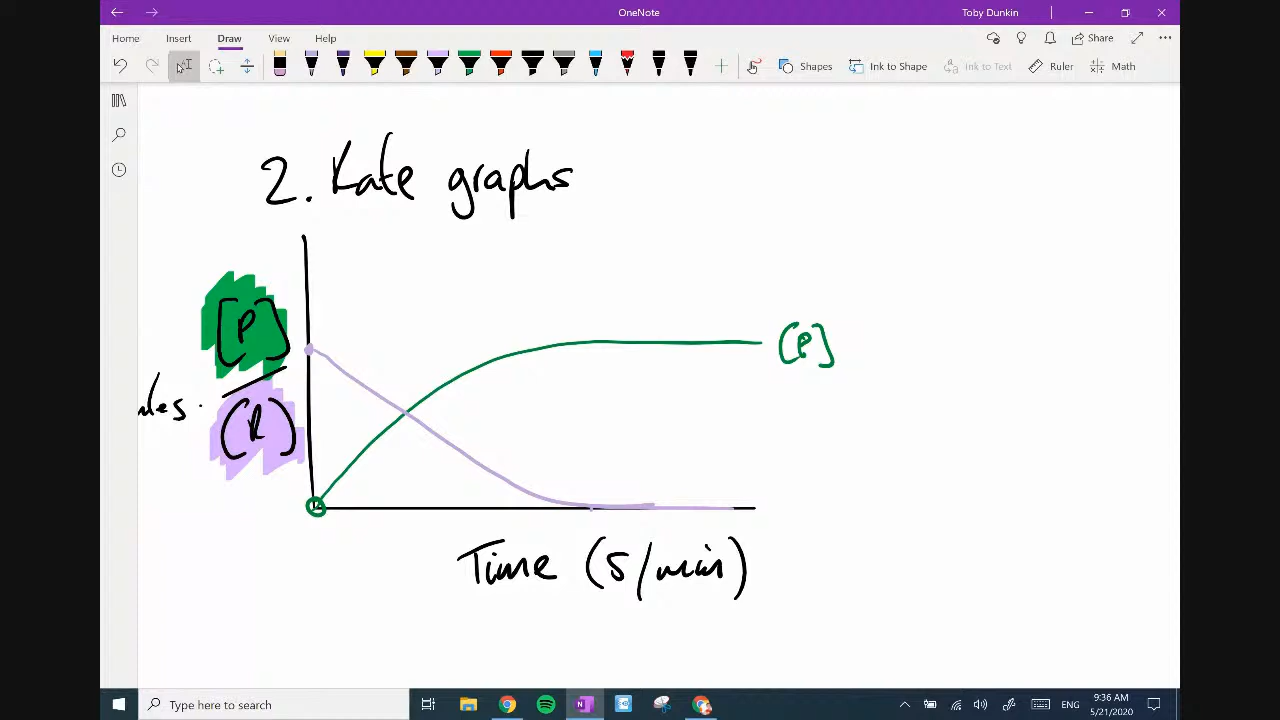 OneNote
Toby Dunkin
Home Insert Draw View Help
Share
Shapes Ink to Shape Ink to Text Ruler Math
2. Rate graphs
[P]
(R)
[P]
Time (s/min)
Type here to search
ENG
9:36 AM
5/21/2020